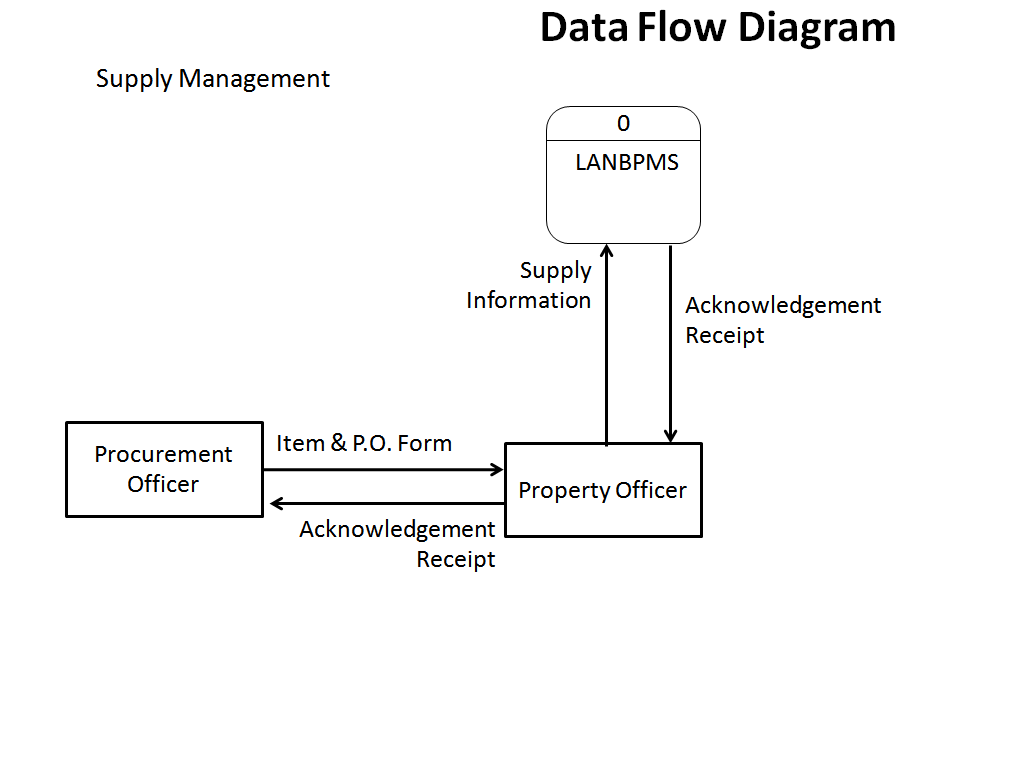 Data Flow Diagram
Supply Management
0
LANBPMS
Supply
Information
Acknowledgement
Receipt
Procurement
Officer
Item & P.O. Form
Property Officer
Acknowledgement
Receipt